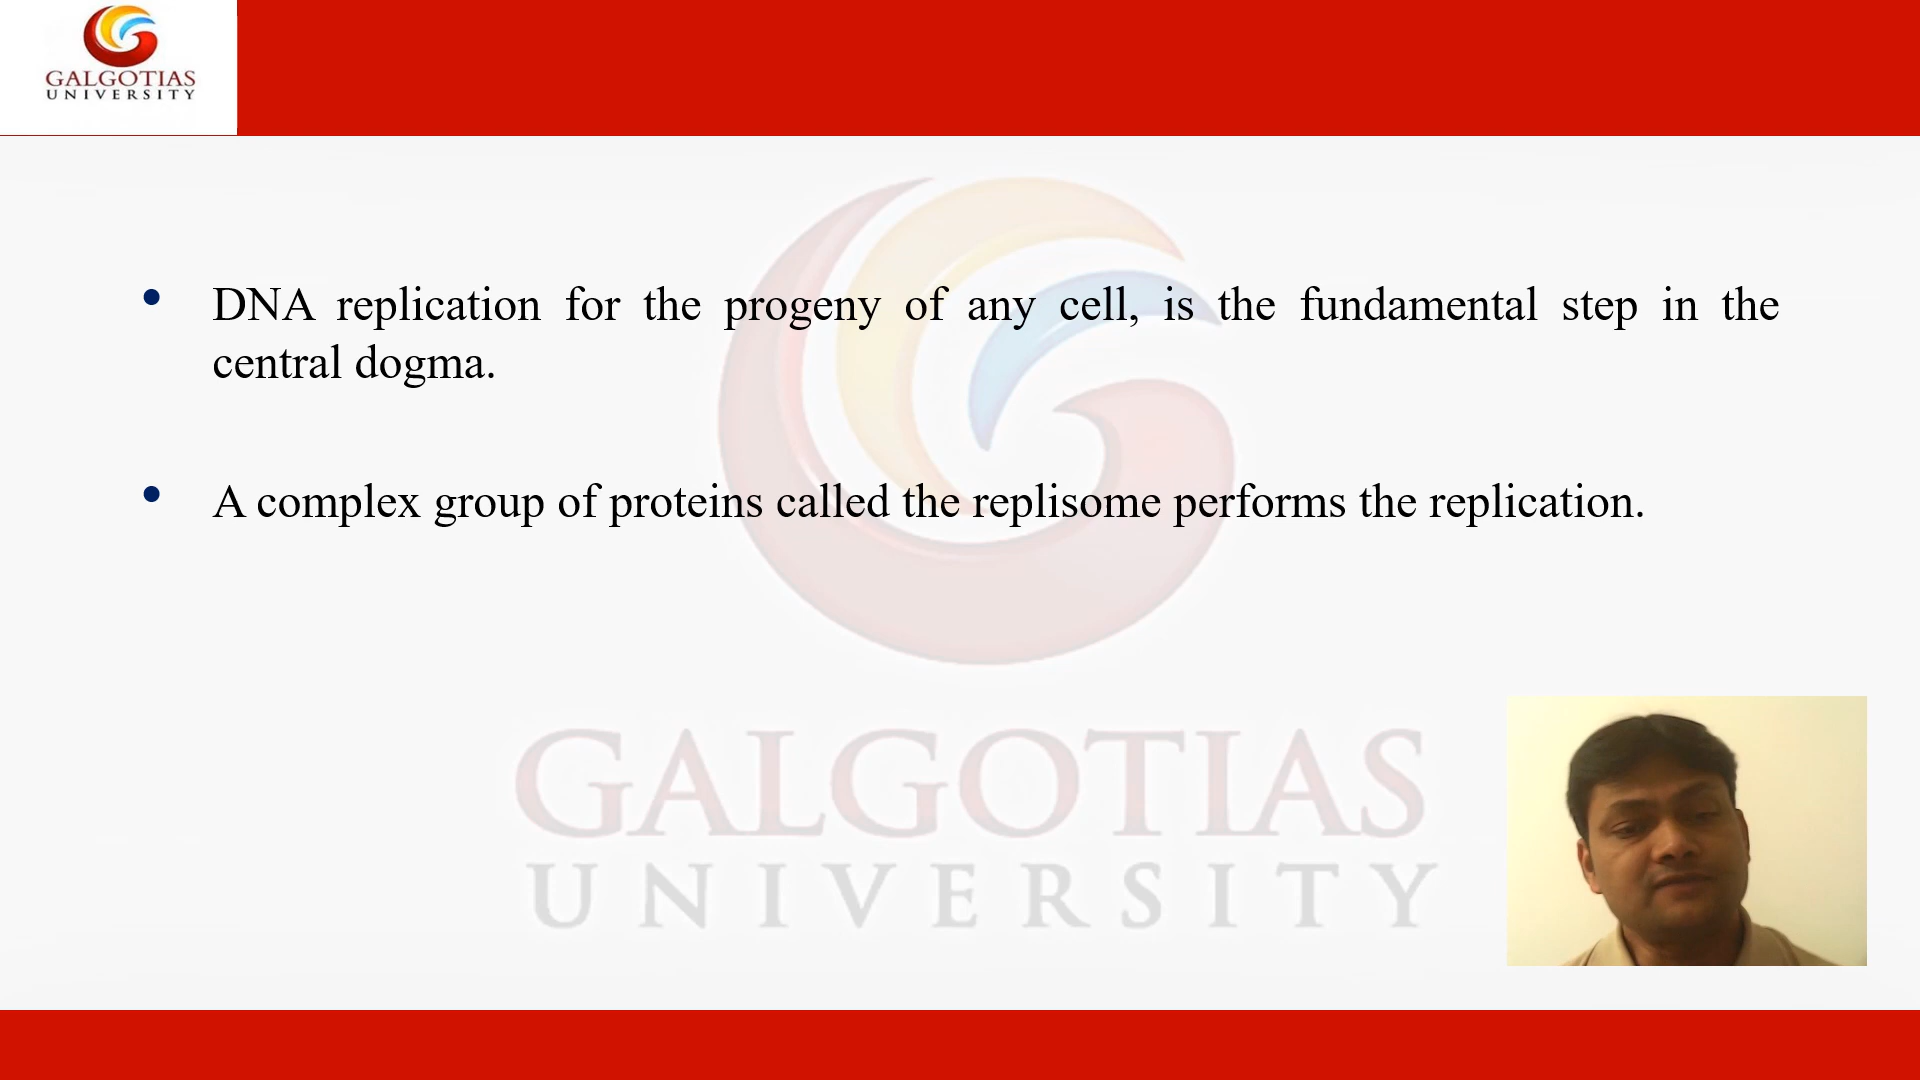 GALGOTIAS
UNIVERSITY
• DNA replication for the progeny of any cell, is the fundamental step in the
central dogma.
• A complex group of proteins called the replisome performs the replication.
GALGOTIAS
UNIVERSITY